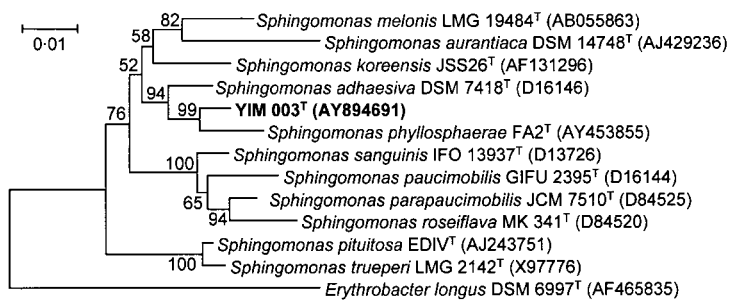 82 Sphingomonas melonis LMG 19484ᵀ (AB055863)
58 Sphingomonas aurantiaca DSM 14748ᵀ (AJ429236)
0·01
52 Sphingomonas koreensis JSS26ᵀ (AF131296)
94 Sphingomonas adhaesiva DSM 7418ᵀ (D16146)
76 99 YIM 003ᵀ (AY894691)
Sphingomonas phyllosphaerae FA2ᵀ (AY453855)
100 Sphingomonas sanguinis IFO 13937ᵀ (D13726)
Sphingomonas paucimobilis GIFU 2395ᵀ (D16144)
65 Sphingomonas parapaucimobilis JCM 7510ᵀ (D84525)
94 Sphingomonas roseiflava MK 341ᵀ (D84520)
Sphingomonas pituitosa EDIVᵀ (AJ243751)
100 Sphingomonas trueperi LMG 2142ᵀ (X97776)
Erythrobacter longus DSM 6997ᵀ (AF465835)